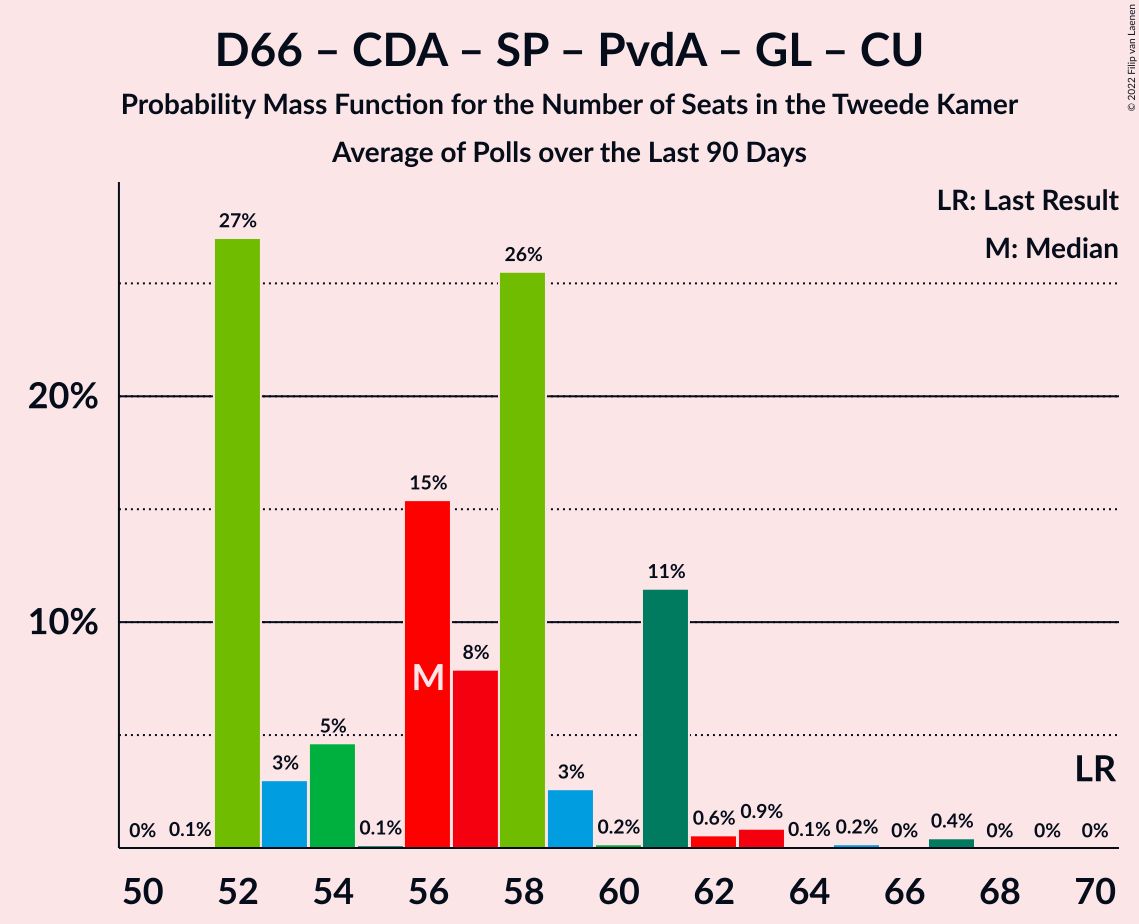 D66 – CDA – SP – PvdA – GL – CU
Probability Mass Function for the Number of Seats in the Tweede Kamer
Average of Polls over the Last 90 Days
© 2022 Filip van Laenen
LR: Last Result
M: Median
20%
10%
0%
0.1%
27%
3%
5%
0.1%
15%
8%
26%
3%
0.2%
11%
0.6%
0.9%
0.1%
0.2%
0%
0.4%
0%
0%
0%
M
LR
50 52 54 56 58 60 62 64 66 68 70